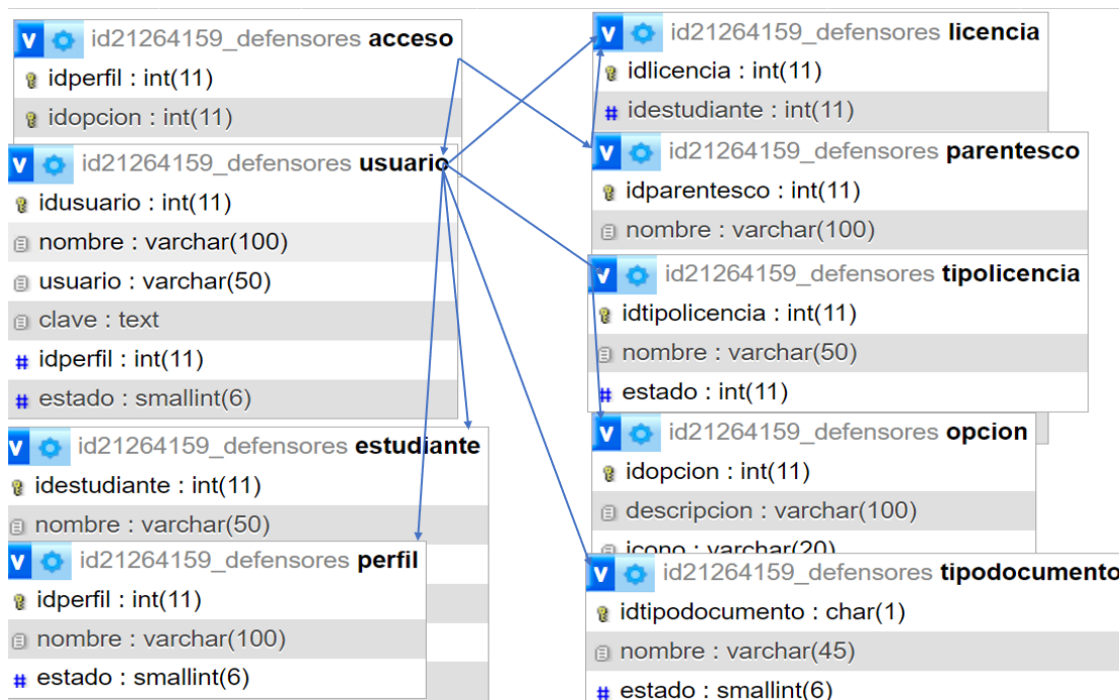 id21264159_defensores acceso
idperfil : int(11)
idopcion : int(11)
id21264159_defensores usuario
idusuario : int(11)
nombre : varchar(100)
usuario : varchar(50)
clave : text
# idperfil : int(11)
# estado : smallint(6)
id21264159_defensores estudiante
idestudiante : int(11)
nombre : varchar(50)
id21264159_defensores perfil
idperfil : int(11)
nombre : varchar(100)
# estado : smallint(6)
id21264159_defensores licencia
idlicencia : int(11)
# idestudiante : int(11)
id21264159_defensores parentesco
idparentesco : int(11)
nombre : varchar(100)
id21264159_defensores tipolicencia
idtipolicencia : int(11)
nombre : varchar(50)
# estado : int(11)
id21264159_defensores opcion
idopcion : int(11)
descripcion : varchar(100)
icono : varchar(20)
id21264159_defensores tipodocumento
idtipodocumento : char(1)
nombre : varchar(45)
# estado : smallint(6)